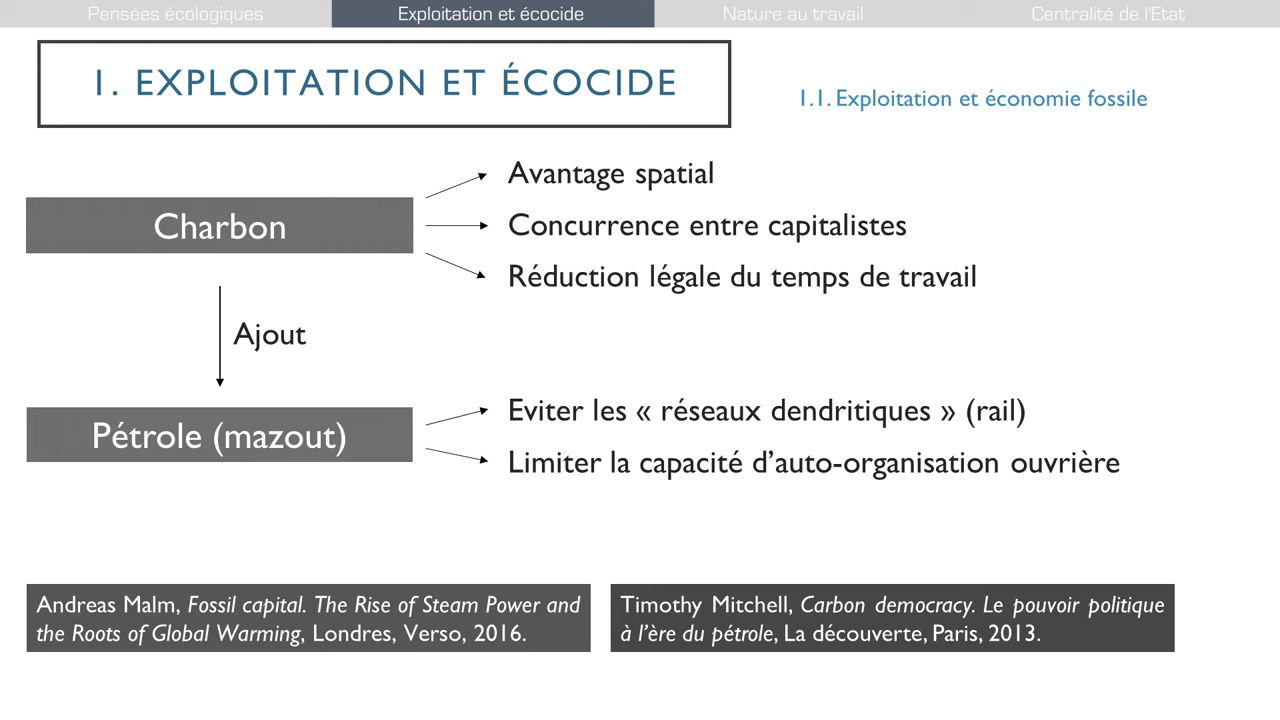 Pensées écologiques
Exploitation et écocide
Nature au travail
Centralité de l'Etat
1. EXPLOITATION ET ÉCOCIDE
1.1. Exploitation et économie fossile
Avantage spatial
Charbon
Concurrence entre capitalistes
Réduction légale du temps de travail
Ajout
Pétrole (mazout)
Eviter les « réseaux dendritiques » (rail)
Limiter la capacité d’auto-organisation ouvrière
Andreas Malm, Fossil capital. The Rise of Steam Power and
the Roots of Global Warming, Londres, Verso, 2016.
Timothy Mitchell, Carbon democracy. Le pouvoir politique
à l’ère du pétrole, La découverte, Paris, 2013.